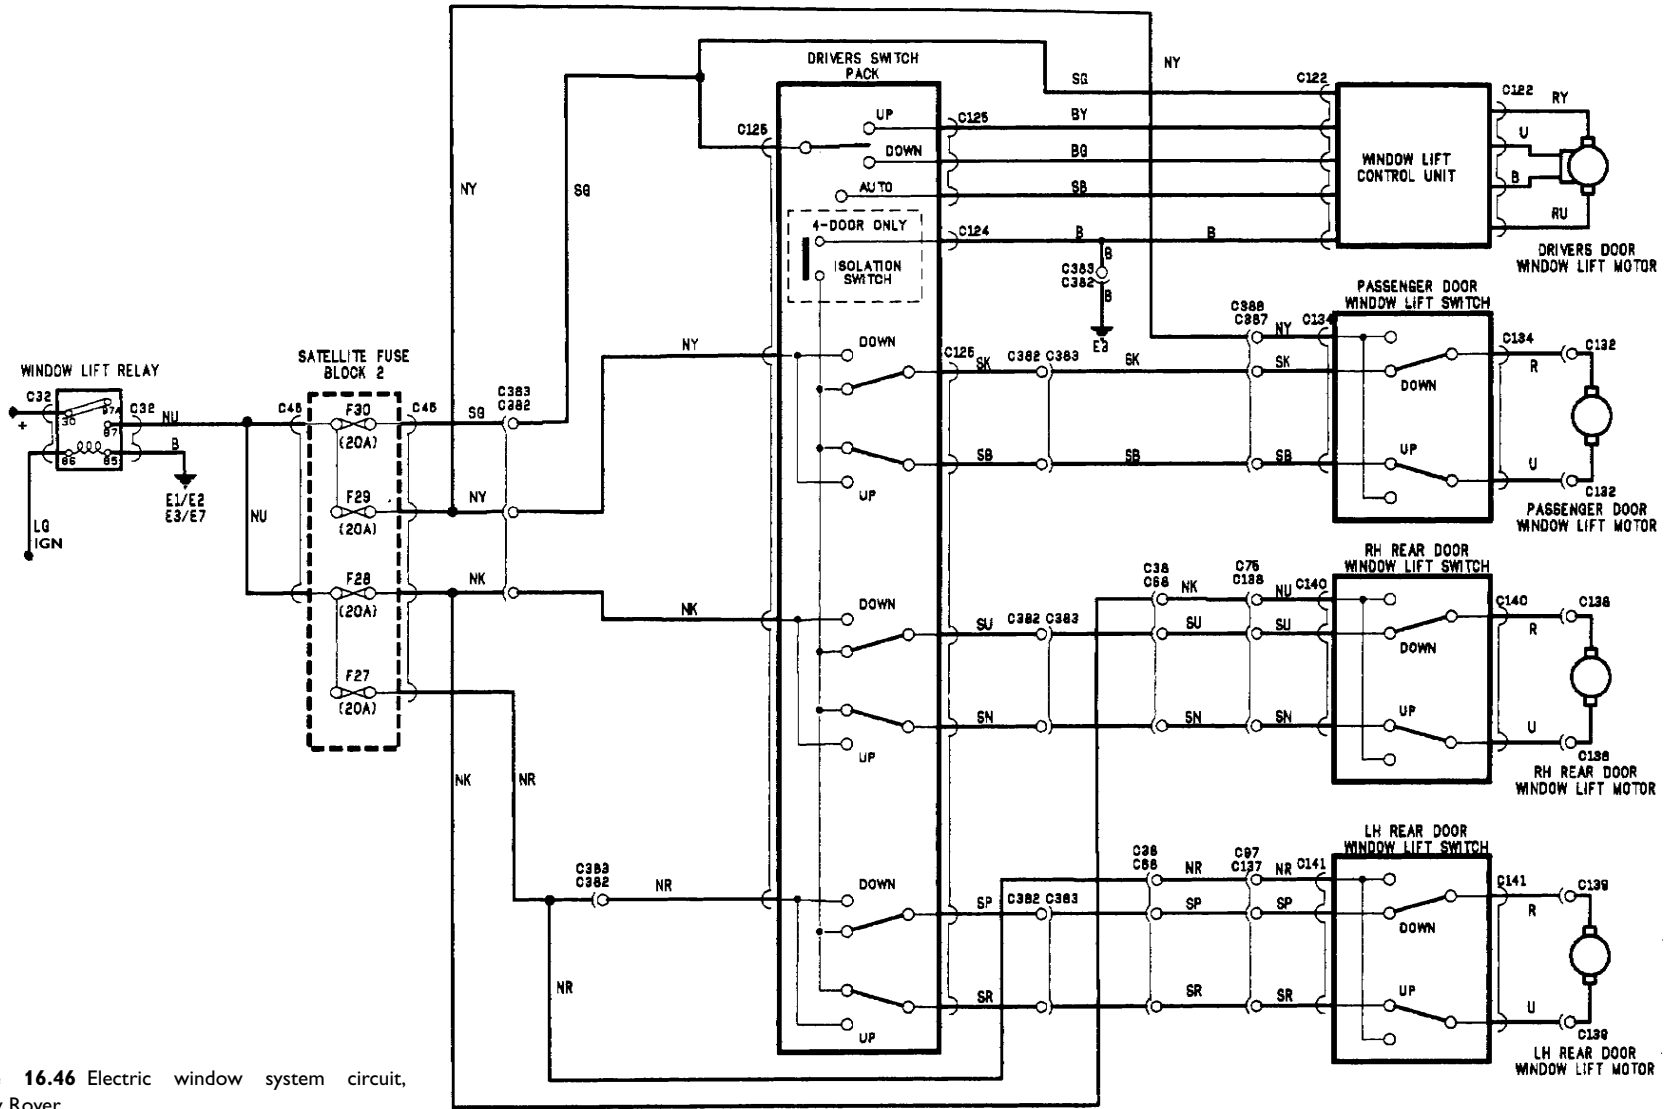 NY
DRIVERS SWITCH
PACK
SG
C122
C122
RY
C125
UP
C125
BY
U
DOWN
BG
WINDOW LIFT
CONTROL UNIT
B
AUTO
SB
RU
NY
SG
4-DOOR ONLY
C124
B
B
DRIVERS DOOR
WINDOW LIFT MOTOR
ISOLATION
SWITCH
B
C383
C382
B
E3
PASSENGER DOOR
WINDOW LIFT SWITCH
C388
C387
NY
C134
C134
C132
R
DOWN
C125
SK
C382
C383
SK
SK
DOWN
NY
WINDOW LIFT RELAY
SATELLITE FUSE
BLOCK 2
C32
+
30
87A
87
86
85
C32
NU
B
E1/E2
E3/E7
LG
IGN
C45
F30
(20A)
C45
SG
C383
C382
F29
(20A)
NY
NU
UP
SB
SB
SB
UP
U
C132
PASSENGER DOOR
WINDOW LIFT MOTOR
F28
(20A)
NK
NK
DOWN
SU
C382
C383
C38
C68
NK
SU
C75
C138
NU
SU
C140
RH REAR DOOR
WINDOW LIFT SWITCH
C140
R
C138
DOWN
F27
(20A)
UP
SN
SN
SN
UP
U
C138
RH REAR DOOR
WINDOW LIFT MOTOR
NK
NR
C383
C382
NR
DOWN
SP
C382
C383
C38
C68
NR
SP
C97
C137
NR
SP
C141
LH REAR DOOR
WINDOW LIFT SWITCH
C141
R
C139
DOWN
NR
UP
SR
SR
SR
UP
U
C139
LH REAR DOOR
WINDOW LIFT MOTOR
16.46 Electric window system circuit,
Rover